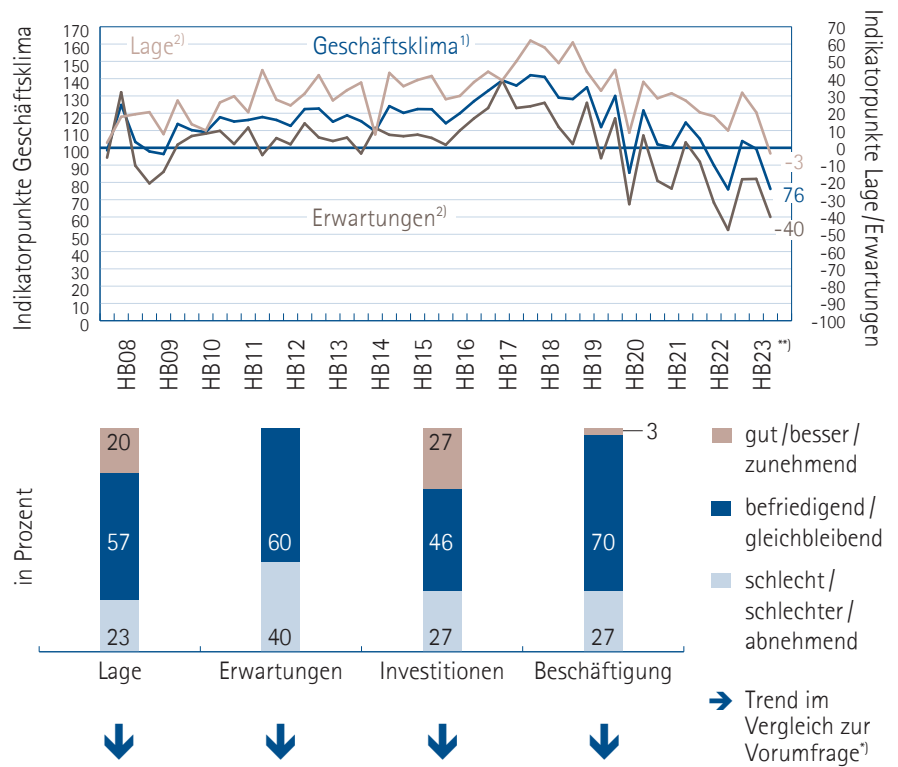 Indikatorpunkte Geschäftsklima
170
160
150
140
130
120
110
100
90
80
70
60
50
40
30
20
10
0
Lage2)
Geschäftsklima1)
Erwartungen2)
-3
76
-40
70
60
50
40
30
20
10
0
-10
-20
-30
-40
-50
-60
-70
-80
-90
-100
Indikatorpunkte Lage/Erwartungen
HB08
HB09
HB10
HB11
HB12
HB13
HB14
HB15
HB16
HB17
HB18
HB19
HB20
HB21
HB22
HB23 **)
in Prozent
20
57
23
60
40
27
46
27
3
70
27
Lage
Erwartungen
Investitionen
Beschäftigung
gut/besser/
zunehmend
befriedigend/
gleichbleibend
schlecht/
schlechter/
abnehmend
Trend im
Vergleich zur
Vorumfrage*)